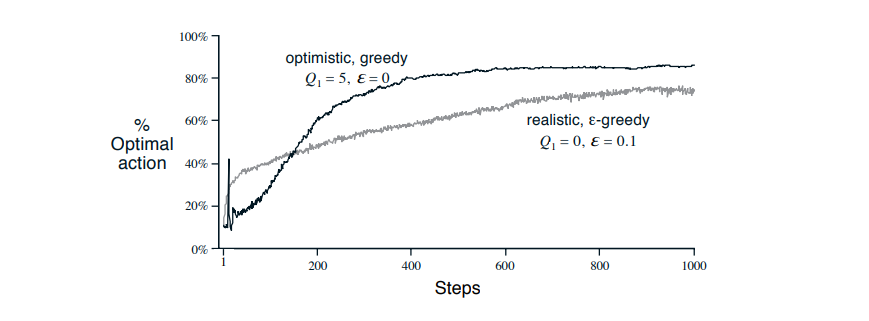 100%
80%
60%
40%
20%
0%
%
Optimal
action
optimistic, greedy
Q₁ = 5, ε = 0
realistic, ε-greedy
Q₁ = 0, ε = 0.1
1
200
400
600
800
1000
Steps